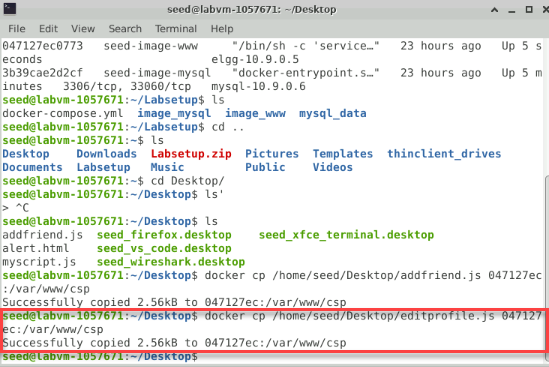 seed@labvm-1057671: ~/Desktop
File Edit View Search Terminal Help
047127ec0773   seed-image-www     "/bin/sh -c 'service…"   23 hours ago   Up 5 s
econds                         elgg-10.9.0.5
3b39cae2d2cf   seed-image-mysql   "docker-entrypoint.s…"   23 hours ago   Up 5 m
inutes   3306/tcp, 33060/tcp   mysql-10.9.0.6
seed@labvm-1057671:~/Labsetup$ ls
docker-compose.yml  image_mysql  image_www  mysql_data
seed@labvm-1057671:~/Labsetup$ cd ..
seed@labvm-1057671:~$ ls
Desktop    Downloads  Labsetup.zip  Pictures  Templates  thinclient_drives
Documents  Labsetup   Music         Public    Videos
seed@labvm-1057671:~$ cd Desktop/
seed@labvm-1057671:~/Desktop$ ls'
> ^C
seed@labvm-1057671:~/Desktop$ ls
addfriend.js  seed_firefox.desktop    seed_xfce_terminal.desktop
alert.html    seed_vs_code.desktop
myscript.js   seed_wireshark.desktop
seed@labvm-1057671:~/Desktop$ docker cp /home/seed/Desktop/addfriend.js 047127ec
:/var/www/csp
Successfully copied 2.56kB to 047127ec:/var/www/csp
seed@labvm-1057671:~/Desktop$ docker cp /home/seed/Desktop/editprofile.js 047127
ec:/var/www/csp
Successfully copied 2.56kB to 047127ec:/var/www/csp
seed@labvm-1057671:~/Desktop$